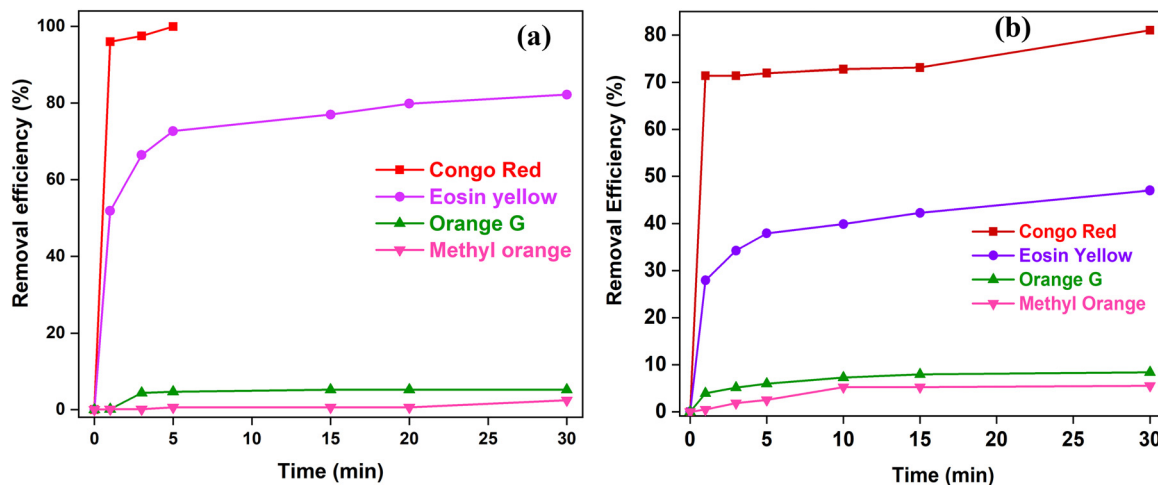 (a)
Removal efficiency (%)
100
80
60
40
20
0
Congo Red
Eosin yellow
Orange G
Methyl orange
0 5 10 15 20 25 30
Time (min)
(b)
Removal Efficiency (%)
80
70
60
50
40
30
20
10
0
Congo Red
Eosin Yellow
Orange G
Methyl Orange
0 5 10 15 20 25 30
Time (min)